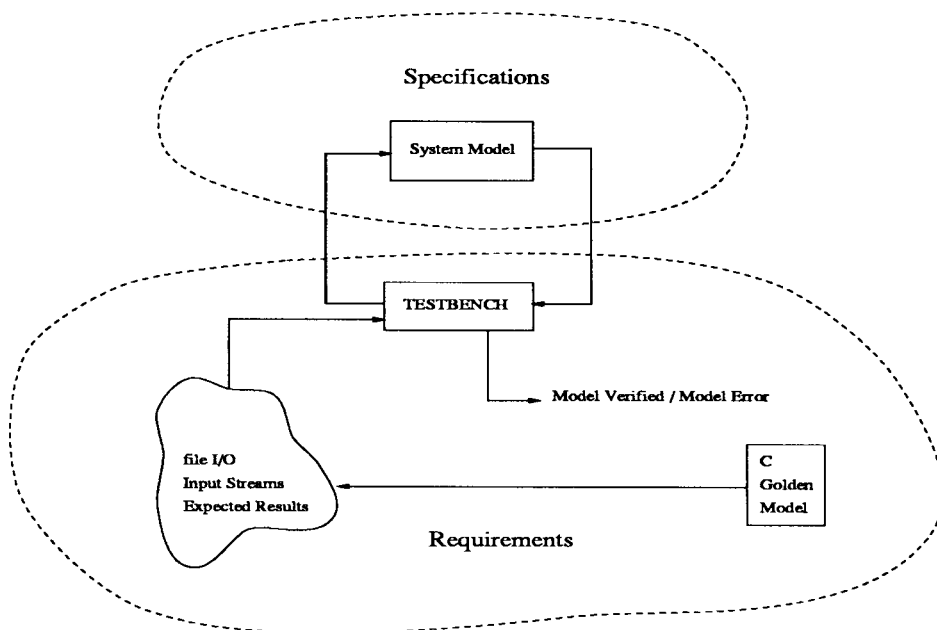 Specifications
System Model
TESTBENCH
Model Verified / Model Error
file I/O
Input Streams
Expected Results
C
Golden
Model
Requirements